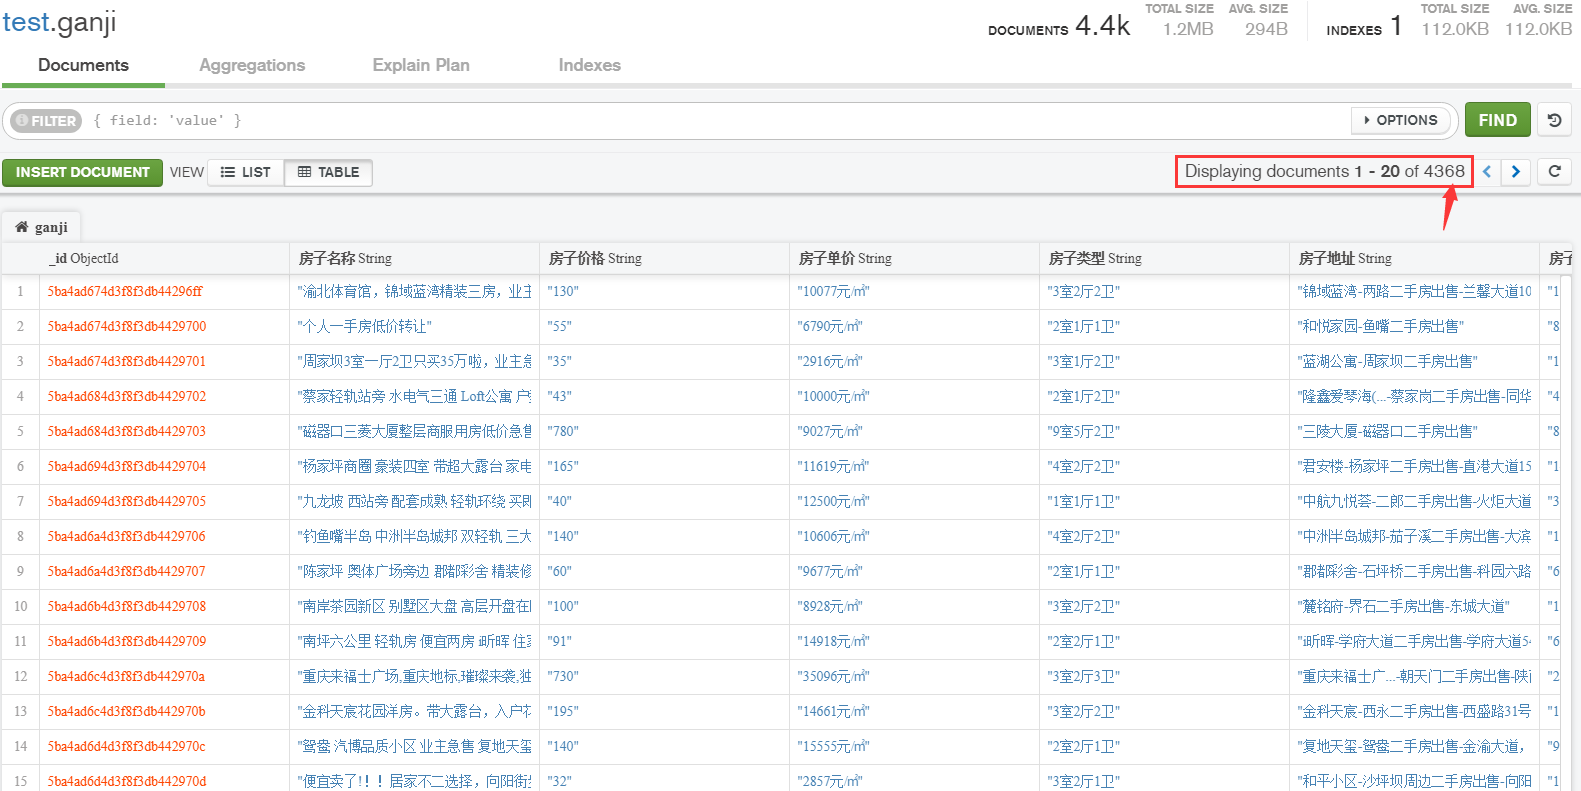 test.ganji
DOCUMENTS 4.4k TOTAL SIZE 1.2MB AVG. SIZE 294B INDEXES 1 TOTAL SIZE 112.0KB AVG. SIZE 112.0KB
Documents Aggregations Explain Plan Indexes
FILTER { field: 'value' } OPTIONS FIND
INSERT DOCUMENT VIEW LIST TABLE Displaying documents 1 - 20 of 4368
ganji
_id ObjectId 房子名称 String 房子价格 String 房子单价 String 房子类型 String 房子地址 String 房子
1 5ba4ad674d3f8f3db44296ff "渝北体育馆，锦域蓝湾精装三房，业主 "130" "10077元/㎡" "3室2厅2卫" "锦域蓝湾-两路二手房出售-兰馨大道10 "1
2 5ba4ad674d3f8f3db4429700 "个人一手房低价转让" "55" "6790元/㎡" "2室1厅1卫" "和悦家园-鱼嘴二手房出售" "8
3 5ba4ad674d3f8f3db4429701 "周家坝3室一厅2卫只买35万啦，业主急 "35" "2916元/㎡" "3室1厅2卫" "蓝湖公寓-周家坝二手房出售" "1
4 5ba4ad684d3f8f3db4429702 "蔡家轻轨站旁 水电气三通 Loft公寓 户 "43" "10000元/㎡" "2室1厅2卫" "隆鑫爱琴海(...-蔡家岗二手房出售-同华 "4
5 5ba4ad684d3f8f3db4429703 "磁器口三菱大厦整层商服用房低价急售 "780" "9027元/㎡" "9室5厅2卫" "三陵大厦-磁器口二手房出售" "8
6 5ba4ad694d3f8f3db4429704 "杨家坪商圈 豪装四室 带超大露台 家电 "165" "11619元/㎡" "4室2厅2卫" "君安楼-杨家坪二手房出售-直港大道15 "1
7 5ba4ad694d3f8f3db4429705 "九龙坡 西站旁 配套成熟 轻轨环绕 买即 "40" "12500元/㎡" "1室1厅1卫" "中航九悦荟-二郎二手房出售-火炬大道 "3
8 5ba4ad6a4d3f8f3db4429706 "钓鱼嘴半岛 中洲半岛城邦 双轻轨 三大 "140" "10606元/㎡" "4室2厅2卫" "中洲半岛城邦-茄子溪二手房出售-大滨 "1
9 5ba4ad6a4d3f8f3db4429707 "陈家坪 奥体广场旁边 郡都彩舍 精装修 "60" "9677元/㎡" "2室1厅1卫" "郡都彩舍-石坪桥二手房出售-科园六路 "6
10 5ba4ad6b4d3f8f3db4429708 "南岸茶园新区 别墅区大盘 高层开盘在 "100" "8928元/㎡" "3室2厅2卫" "麓铭府-界石二手房出售-东城大道" "1
11 5ba4ad6b4d3f8f3db4429709 "南坪六公里 轻轨房 便宜两房 i昕晖 住家 "91" "14918元/㎡" "2室2厅1卫" "i昕晖-学府大道二手房出售-学府大道5 "6
12 5ba4ad6c4d3f8f3db442970a "重庆来福士广场,重庆地标,璀璨来袭,独 "730" "35096元/㎡" "3室2厅3卫" "重庆来福士广...-朝天门二手房出售-陕西 "2
13 5ba4ad6c4d3f8f3db442970b "金科天宸花园洋房。带大露台，入户花 "195" "14661元/㎡" "3室2厅2卫" "金科天宸-西永二手房出售-西盛路31号 "1
14 5ba4ad6d4d3f8f3db442970c "鸳鸯 汽博品质小区 业主急售 复地天玺 "140" "15555元/㎡" "2室2厅1卫" "复地天玺-鸳鸯二手房出售-金渝大道， "9
15 5ba4ad6d4d3f8f3db442970d "便宜卖了!！！居家不二选择，向阳街 "32" "2857元/㎡" "3室2厅1卫" "和平小区-沙坪坝周边二手房出售-向阳 "1